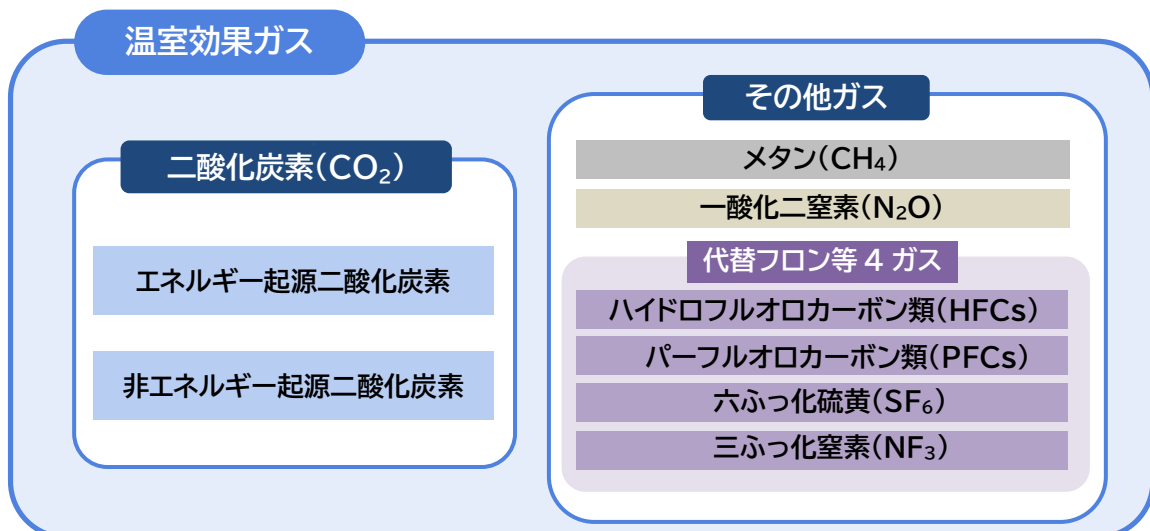 温室効果ガス
二酸化炭素(CO₂)
エネルギー起源二酸化炭素
非エネルギー起源二酸化炭素
その他ガス
メタン(CH₄)
一酸化二窒素(N₂O)
代替フロン等 4 ガス
ハイドロフルオロカーボン類(HFCs)
パーフルオロカーボン類(PFCs)
六ふっ化硫黄(SF₆)
三ふっ化窒素(NF₃)